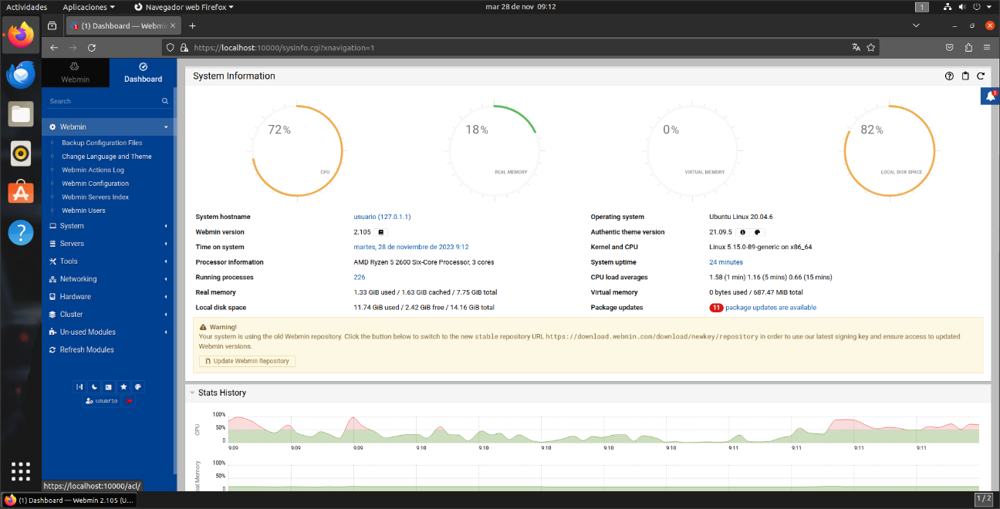 Actividades Aplicaciones Navegador web Firefox mar 28 de nov 09:12 1
1 (1) Dashboard — Webmin
https://localhost:10000/sysinfo.cgi?xnavigation=1
Webmin Dashboard
Search
Webmin
Backup Configuration Files
Change Language and Theme
Webmin Actions Log
Webmin Configuration
Webmin Servers Index
Webmin Users
System
Servers
Tools
Networking
Hardware
Cluster
Un-used Modules
Refresh Modules
usuario
https://localhost:10000/acl/
System Information
1
72% 18% 0% 82%
CPU REAL MEMORY VIRTUAL MEMORY LOCAL DISK SPACE
System hostname usuario (127.0.1.1) Operating system Ubuntu Linux 20.04.6
Webmin version 2.105 Authentic theme version 21.09.5
Time on system martes, 28 de noviembre de 2023 9:12 Kernel and CPU Linux 5.15.0-89-generic on x86_64
Processor information AMD Ryzen 5 2600 Six-Core Processor, 3 cores System uptime 24 minutes
Running processes 226 CPU load averages 1.58 (1 min) 1.16 (5 mins) 0.66 (15 mins)
Real memory 1.33 GiB used / 1.63 GiB cached / 7.75 GiB total Virtual memory 0 bytes used / 687.47 MiB total
Local disk space 11.74 GiB used / 2.42 GiB free / 14.16 GiB total Package updates 11 package updates are available
Warning!
Your system is using the old Webmin repository. Click the button below to switch to the new stable repository URL https://download.webmin.com/download/newkey/repository in order to use our latest signing key and ensure access to updated
Webmin versions.
Update Webmin Repository
Stats History
CPU
100%
50%
0
9:09 9:09 9:09 9:10 9:10 9:10 9:10 9:10 9:11 9:11 9:11 9:11
eal Memory
100%
50%
0
(1) Dashboard — Webmin 2.105 (U... 1 / 2